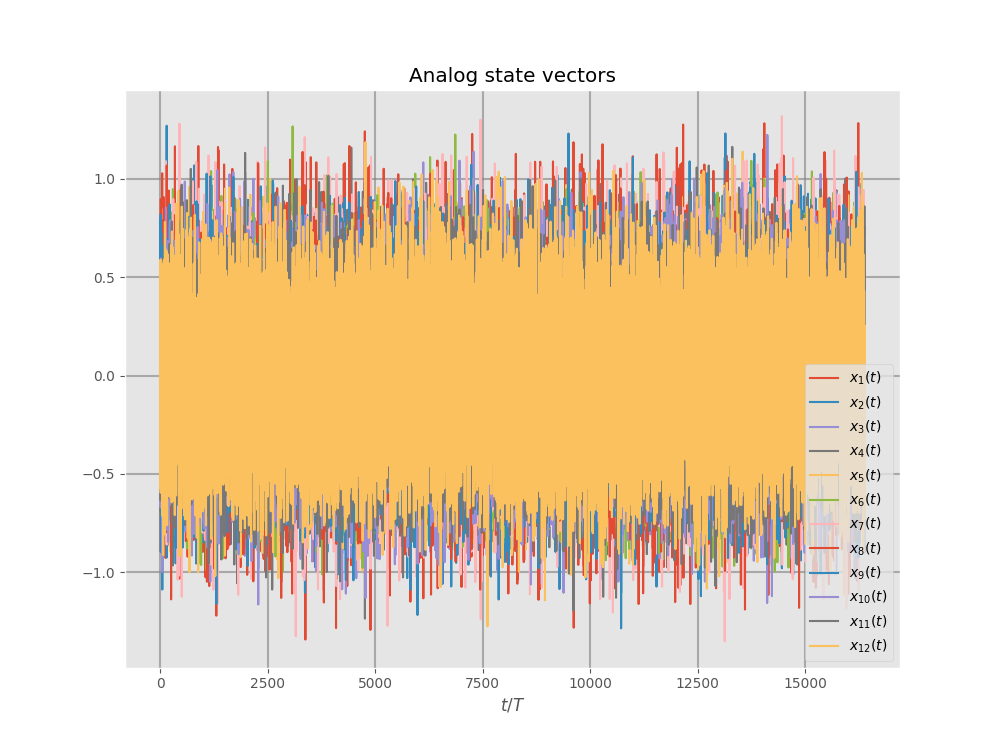 Analog state vectors
1.0
0.5
0.0
−0.5
−1.0
0 2500 5000 7500 10000 12500 15000
t/T
x₁(t)
x₂(t)
x₃(t)
x₄(t)
x₅(t)
x₆(t)
x₇(t)
x₈(t)
x₉(t)
x₁₀(t)
x₁₁(t)
x₁₂(t)